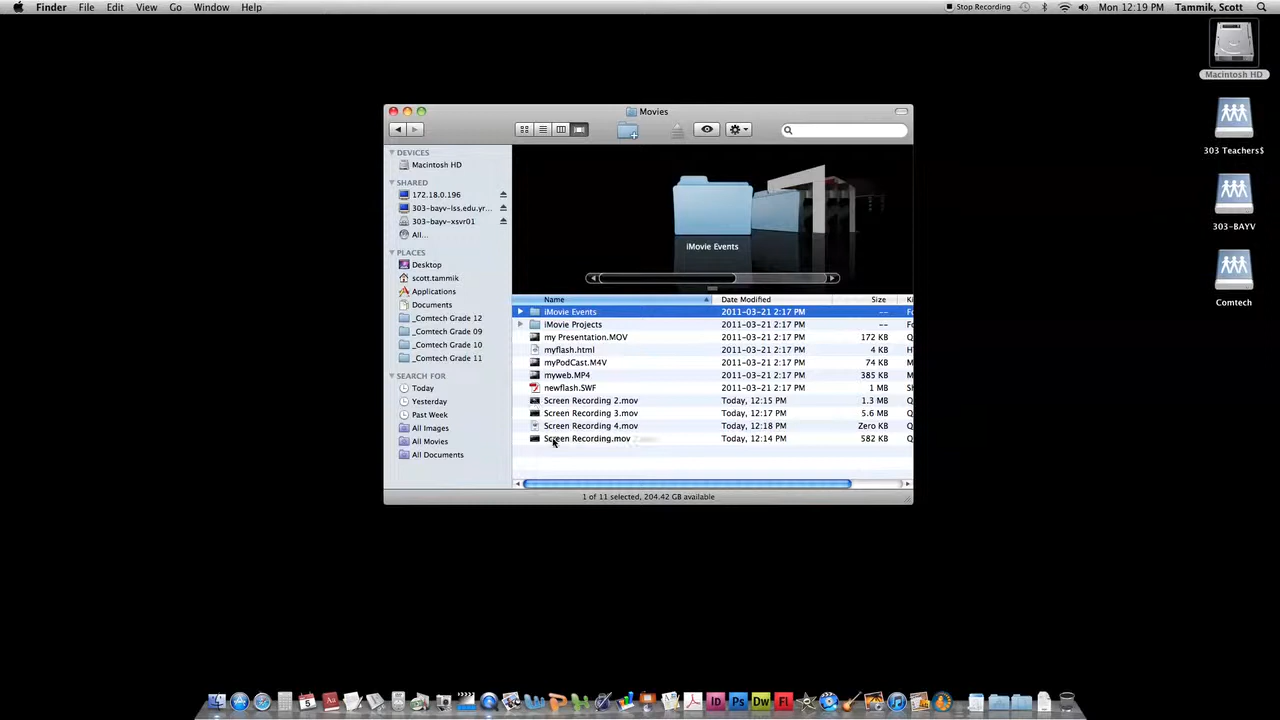 Finder File Edit View Go Window Help Stop Recording Mon 12:19 PM Tammik, Scott
Macintosh HD
303 Teachers$
303-BAYV
Comtech
Movies
DEVICES
Macintosh HD
SHARED
172.18.0.196
303-bayv-lss.edu.yr...
303-bayv-xsvr01
All...
PLACES
Desktop
scott.tammik
Applications
Documents
_Comtech Grade 12
_Comtech Grade 09
_Comtech Grade 10
_Comtech Grade 11
SEARCH FOR
Today
Yesterday
Past Week
All Images
All Movies
All Documents
iMovie Events
Name Date Modified Size
iMovie Events 2011-03-21 2:17 PM --
iMovie Projects 2011-03-21 2:17 PM --
my Presentation.MOV 2011-03-21 2:17 PM 172 KB
myflash.html 2011-03-21 2:17 PM 4 KB
myPodCast.M4V 2011-03-21 2:17 PM 74 KB
myweb.MP4 2011-03-21 2:17 PM 385 KB
newflash.SWF 2011-03-21 2:17 PM 1 MB
Screen Recording 2.mov Today, 12:15 PM 1.3 MB
Screen Recording 3.mov Today, 12:17 PM 5.6 MB
Screen Recording 4.mov Today, 12:18 PM Zero KB
Screen Recording.mov Today, 12:14 PM 582 KB
1 of 11 selected, 204.42 GB available
5 Aa ID Ps Dw Fl